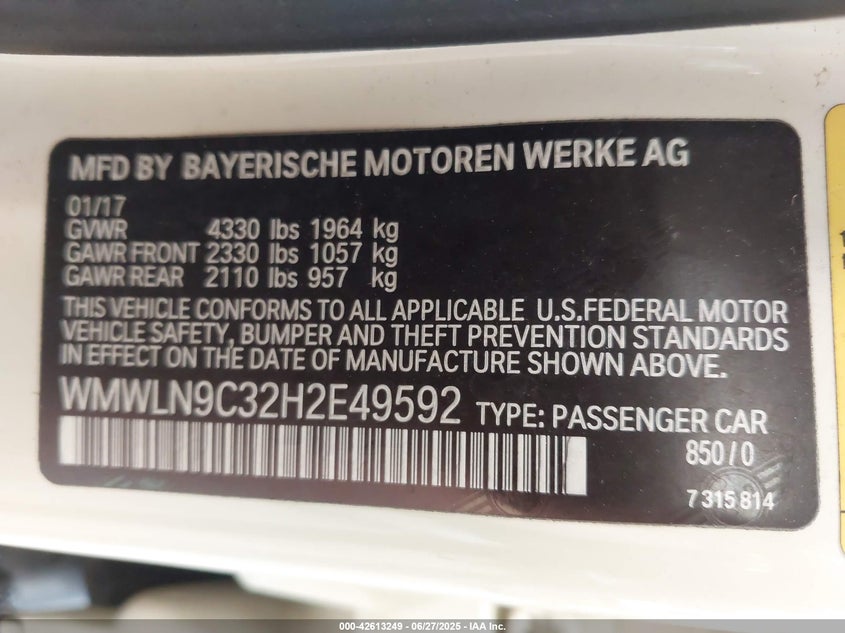 MFD BY BAYERISCHE MOTOREN WERKE AG
01/17
GVWR 4330 lbs 1964 kg
GAWR FRONT 2330 lbs 1057 kg
GAWR REAR 2110 lbs 957 kg
THIS VEHICLE CONFORMS TO ALL APPLICABLE U.S.FEDERAL MOTOR
VEHICLE SAFETY, BUMPER AND THEFT PREVENTION STANDARDS
IN EFFECT ON THE DATE OF MANUFACTURE SHOWN ABOVE.
WMWLN9C32H2E49592 TYPE: PASSENGER CAR
850/0
7 315 814
000-42613249 - 06/27/2025 - IAA Inc.